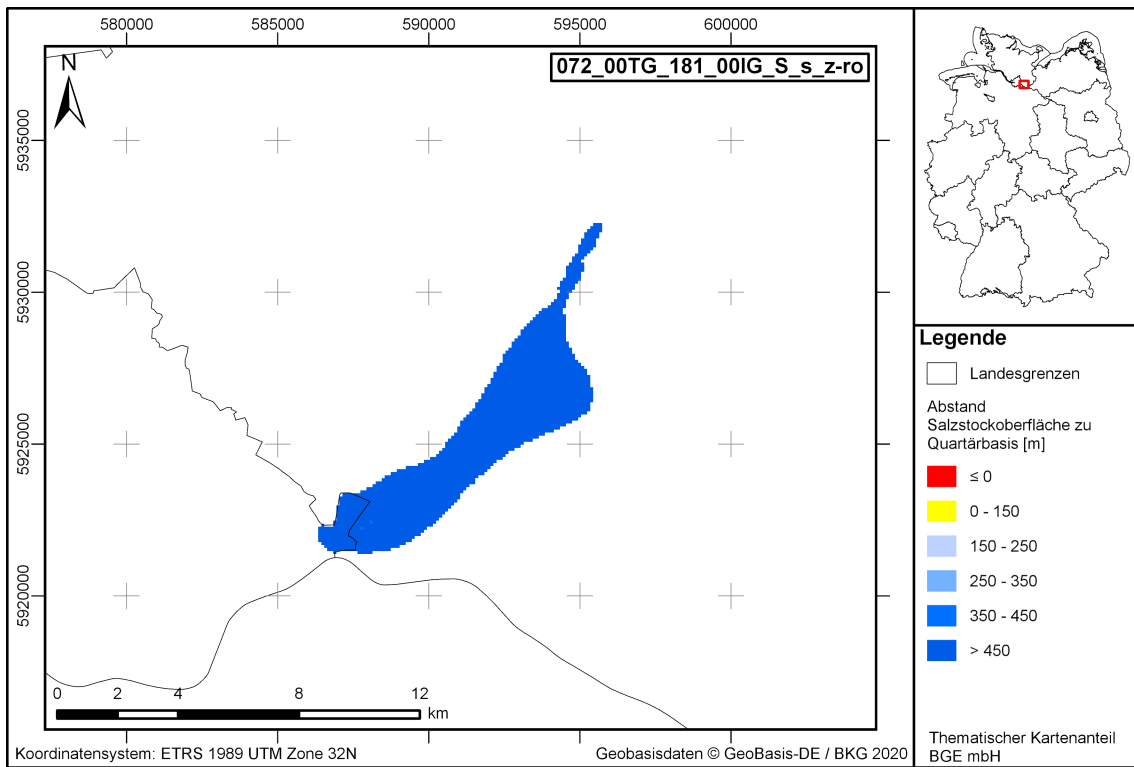 580000
585000
590000
595000
600000
072_00TG_181_00IG_S_s_z-ro
N
5935000
5930000
5925000
5920000
0
2
4
8
12
km
Koordinatensystem: ETRS 1989 UTM Zone 32N
Geobasisdaten © GeoBasis-DE / BKG 2020
Legende
Landesgrenzen
Abstand
Salzstockoberfläche zu
Quartärbasis [m]
≤ 0
0 - 150
150 - 250
250 - 350
350 - 450
> 450
Thematischer Kartenanteil
BGE mbH